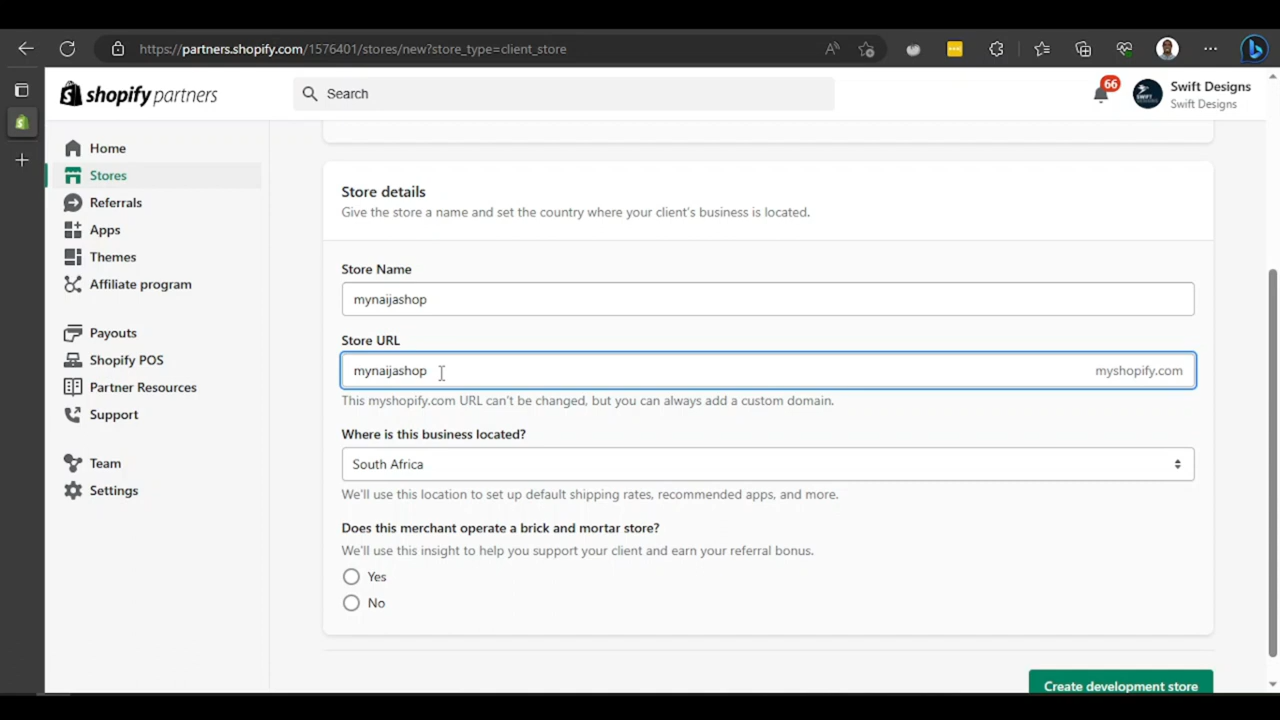 https://partners.shopify.com/1576401/stores/new?store_type=client_store
shopify partners
Search
66
Swift Designs
Swift Designs
Home
Stores
Referrals
Apps
Themes
Affiliate program
Payouts
Shopify POS
Partner Resources
Support
Team
Settings
Store details
Give the store a name and set the country where your client's business is located.
Store Name
mynaijashop
Store URL
mynaijashop myshopify.com
This myshopify.com URL can't be changed, but you can always add a custom domain.
Where is this business located?
South Africa
We'll use this location to set up default shipping rates, recommended apps, and more.
Does this merchant operate a brick and mortar store?
We'll use this insight to help you support your client and earn your referral bonus.
Yes
No
Create development store